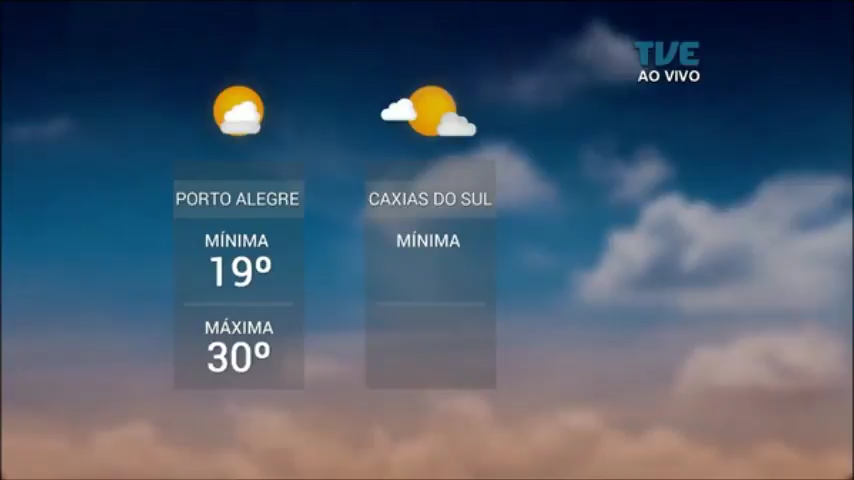 TVE
AO VIVO
PORTO ALEGRE
MÍNIMA
19º
MÁXIMA
30º
CAXIAS DO SUL
MÍNIMA